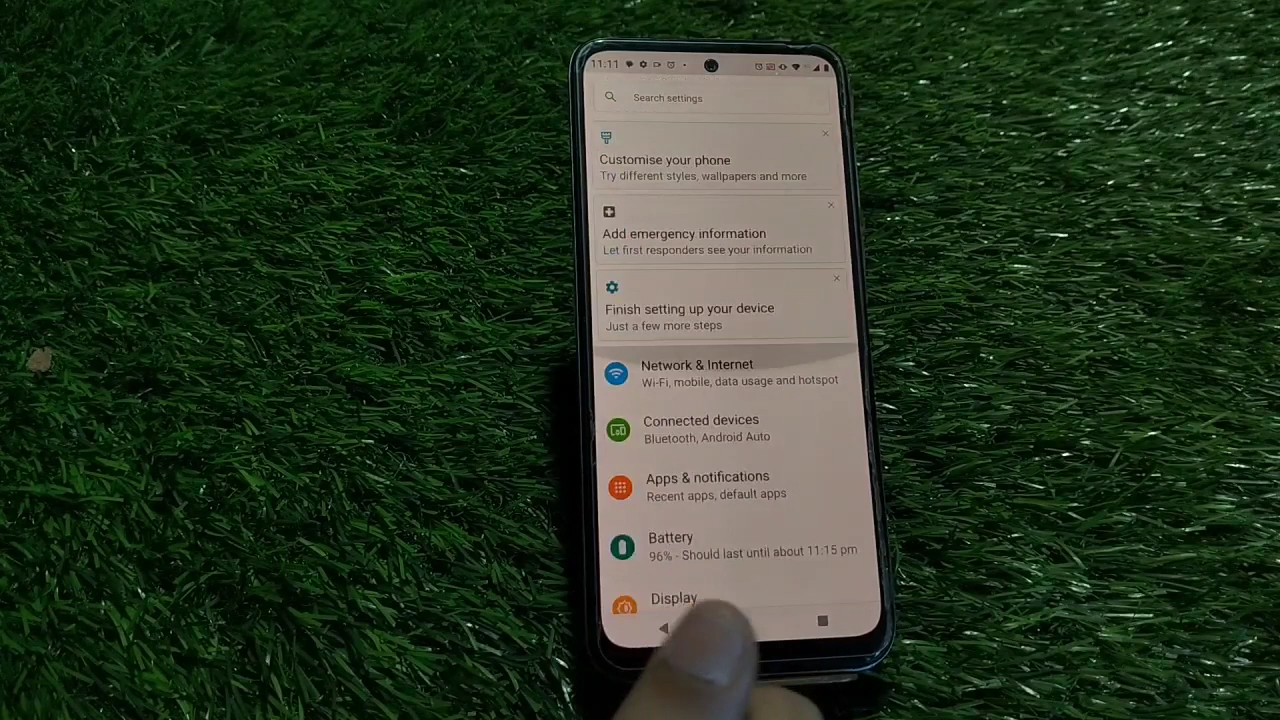 11:11
Search settings
Customise your phone
Try different styles, wallpapers and more
Add emergency information
Let first responders see your information
Finish setting up your device
Just a few more steps
Network & Internet
Wi-Fi, mobile, data usage and hotspot
Connected devices
Bluetooth, Android Auto
Apps & notifications
Recent apps, default apps
Battery
96% - Should last until about 11:15 pm
Display